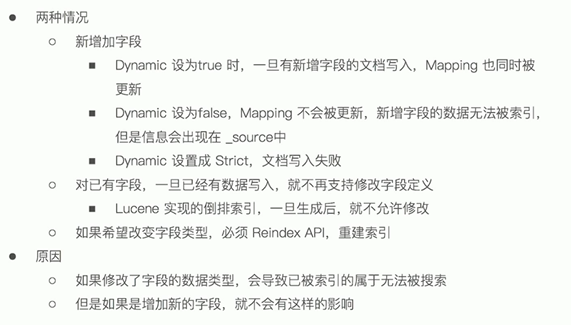 两种情况
新增加字段
Dynamic 设为true 时，一旦有新增字段的文档写入，Mapping 也同时被
更新
Dynamic 设为false，Mapping 不会被更新，新增字段的数据无法被索引，
但是信息会出现在 _source中
Dynamic 设置成 Strict，文档写入失败
对已有字段，一旦已经有数据写入，就不再支持修改字段定义
Lucene 实现的倒排索引，一旦生成后，就不允许修改
如果希望改变字段类型，必须 Reindex API，重建索引
原因
如果修改了字段的数据类型，会导致已被索引的属于无法被搜索
但是如果是增加新的字段，就不会有这样的影响